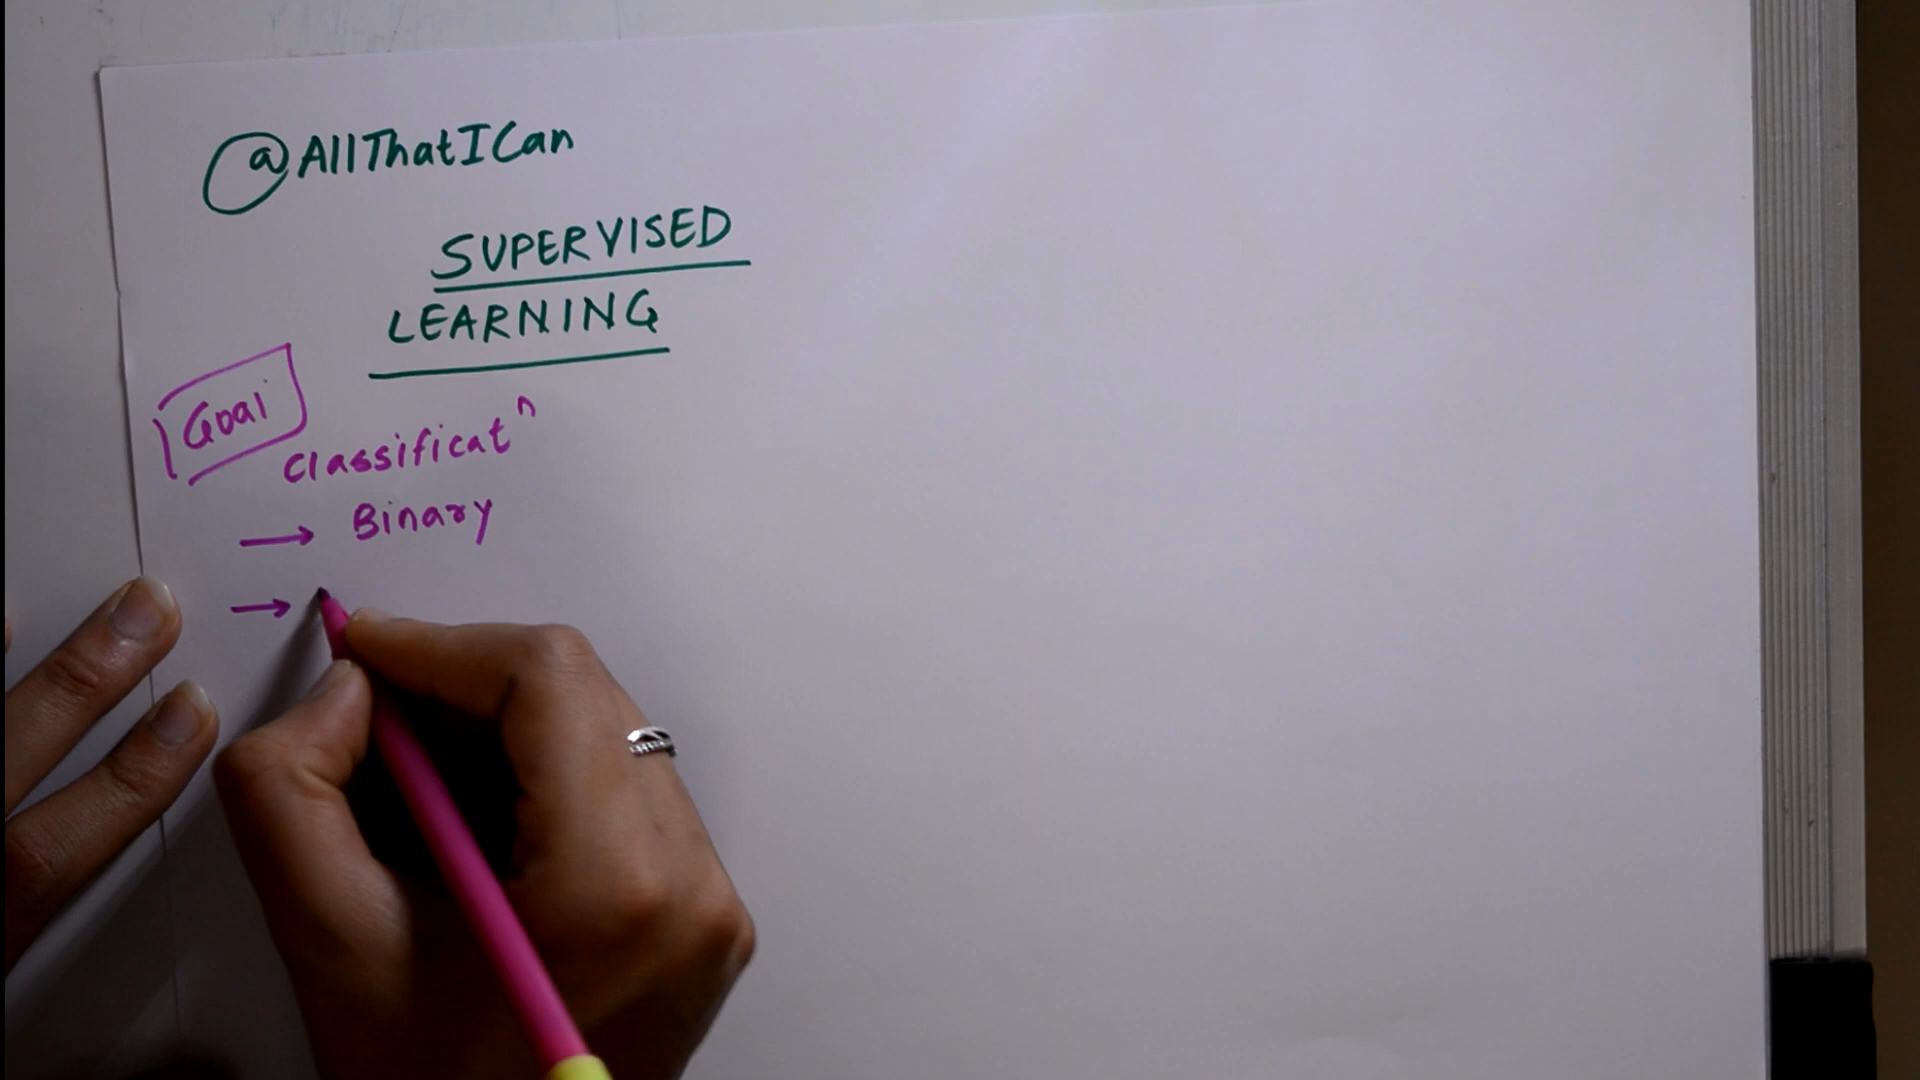 @AllThatICan
SUPERVISED
LEARNING
Goal
Classificatⁿ
→ Binary
→